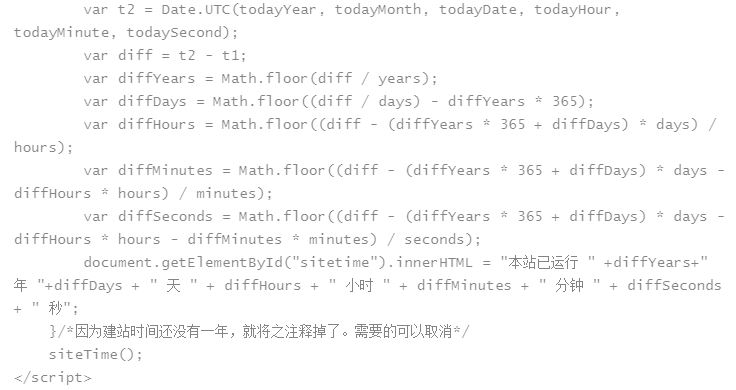 var t2 = Date.UTC(todayYear, todayMonth, todayDate, todayHour,
todayMinute, todaySecond);
var diff = t2 - t1;
var diffYears = Math.floor(diff / years);
var diffDays = Math.floor((diff / days) - diffYears * 365);
var diffHours = Math.floor((diff - (diffYears * 365 + diffDays) * days) /
hours);
var diffMinutes = Math.floor((diff - (diffYears * 365 + diffDays) * days -
diffHours * hours) / minutes);
var diffSeconds = Math.floor((diff - (diffYears * 365 + diffDays) * days -
diffHours * hours - diffMinutes * minutes) / seconds);
document.getElementById("sitetime").innerHTML = "本站已运行 " +diffYears+"
年 "+diffDays + " 天 " + diffHours + " 小时 " + diffMinutes + " 分钟 " + diffSeconds
+ " 秒";
}/*因为建站时间还没有一年，就将之注释掉了。需要的可以取消*/
siteTime();
</script>